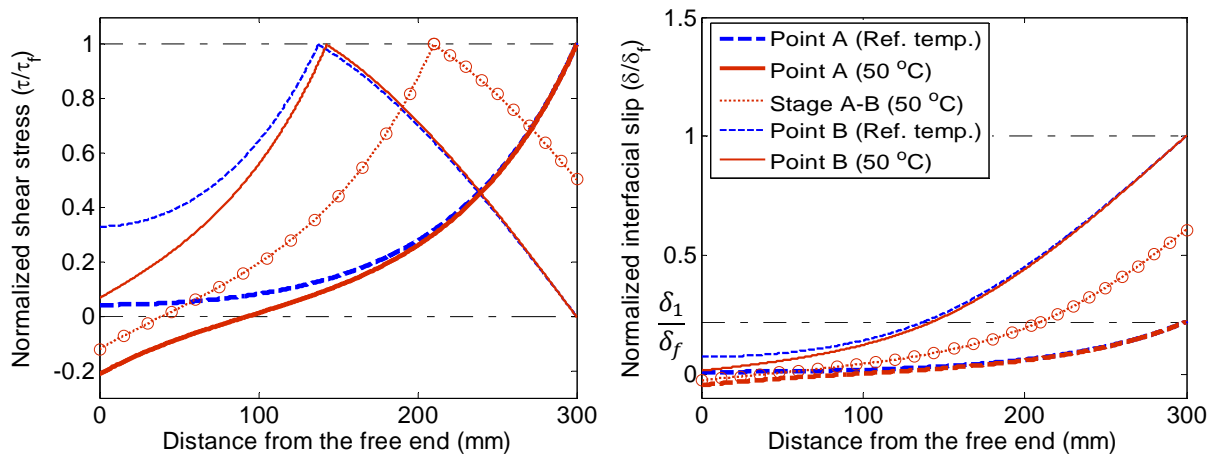 Normalized shear stress (τ/τf)
1
0.8
0.6
0.4
0.2
0
-0.2
0
100
200
300
Distance from the free end (mm)
Normalized interfacial slip (δ/δf)
1.5
1
0.5
δ1
δf
0
Point A (Ref. temp.)
Point A (50 °C)
Stage A-B (50 °C)
Point B (Ref. temp.)
Point B (50 °C)
0
100
200
300
Distance from the free end (mm)